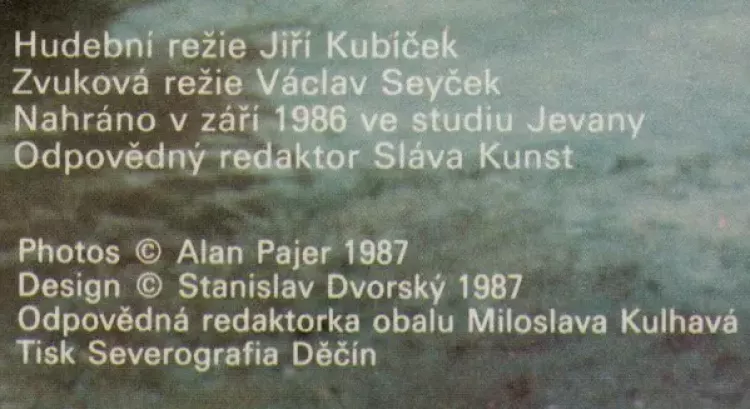 Hudební režie Jiří Kubíček
Zvuková režie Václav Seyček
Nahráno v září 1986 ve studiu Jevany
Odpovědný redaktor Sláva Kunst
Photos © Alan Pajer 1987
Design © Stanislav Dvorský 1987
Odpovědná redaktorka obalu Miloslava Kulhavá
Tisk Severografia Děčín